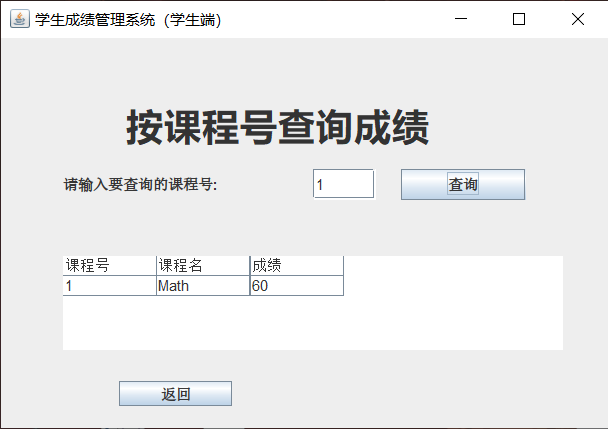 学生成绩管理系统（学生端）
按课程号查询成绩
请输入要查询的课程号: 1 查询
课程号 课程名 成绩
1 Math 60
返回